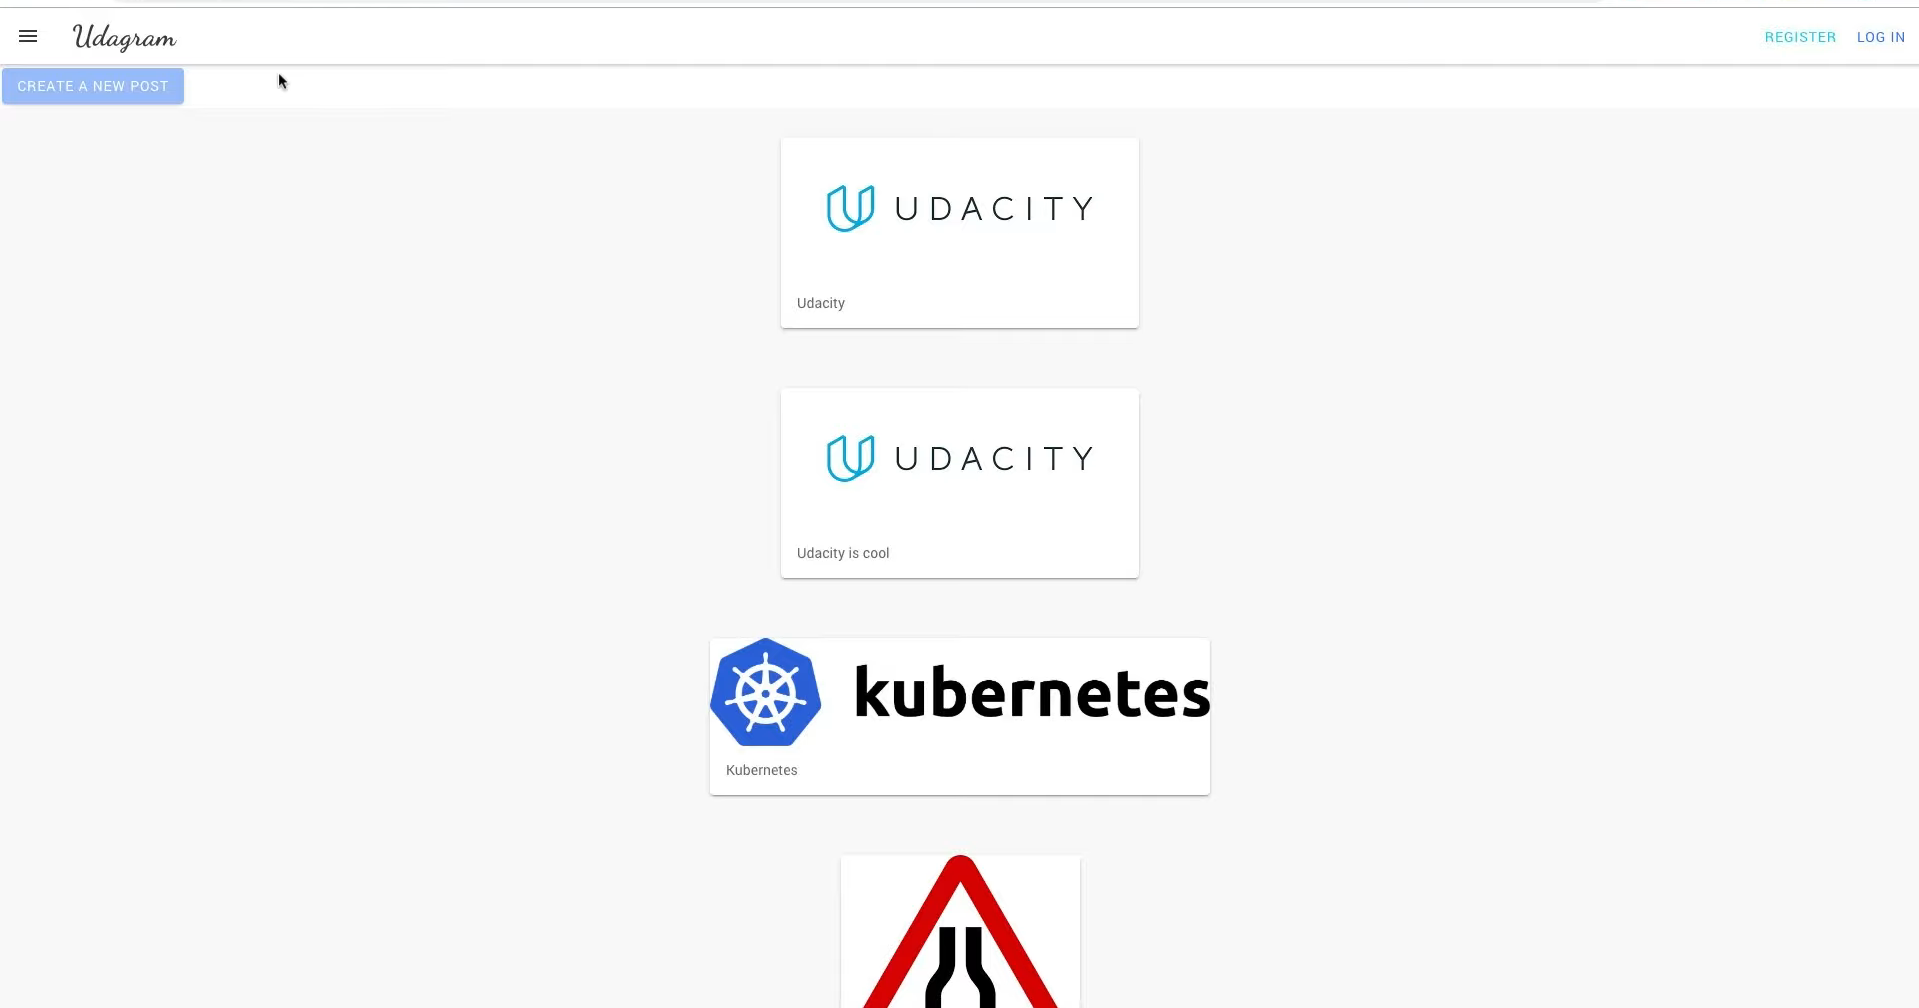 Udagram
REGISTER
LOG IN
CREATE A NEW POST
UDACITY
Udacity
UDACITY
Udacity is cool
kubernetes
Kubernetes